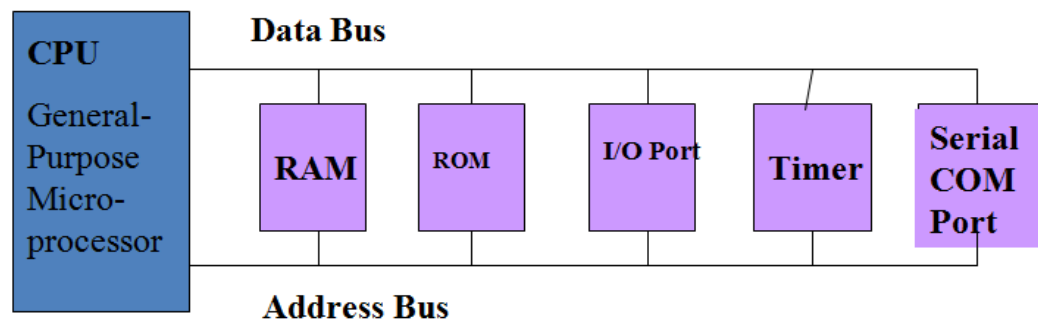 CPU
General-
Purpose
Micro-
processor
Data Bus
RAM
ROM
I/O Port
Timer
Serial
COM
Port
Address Bus